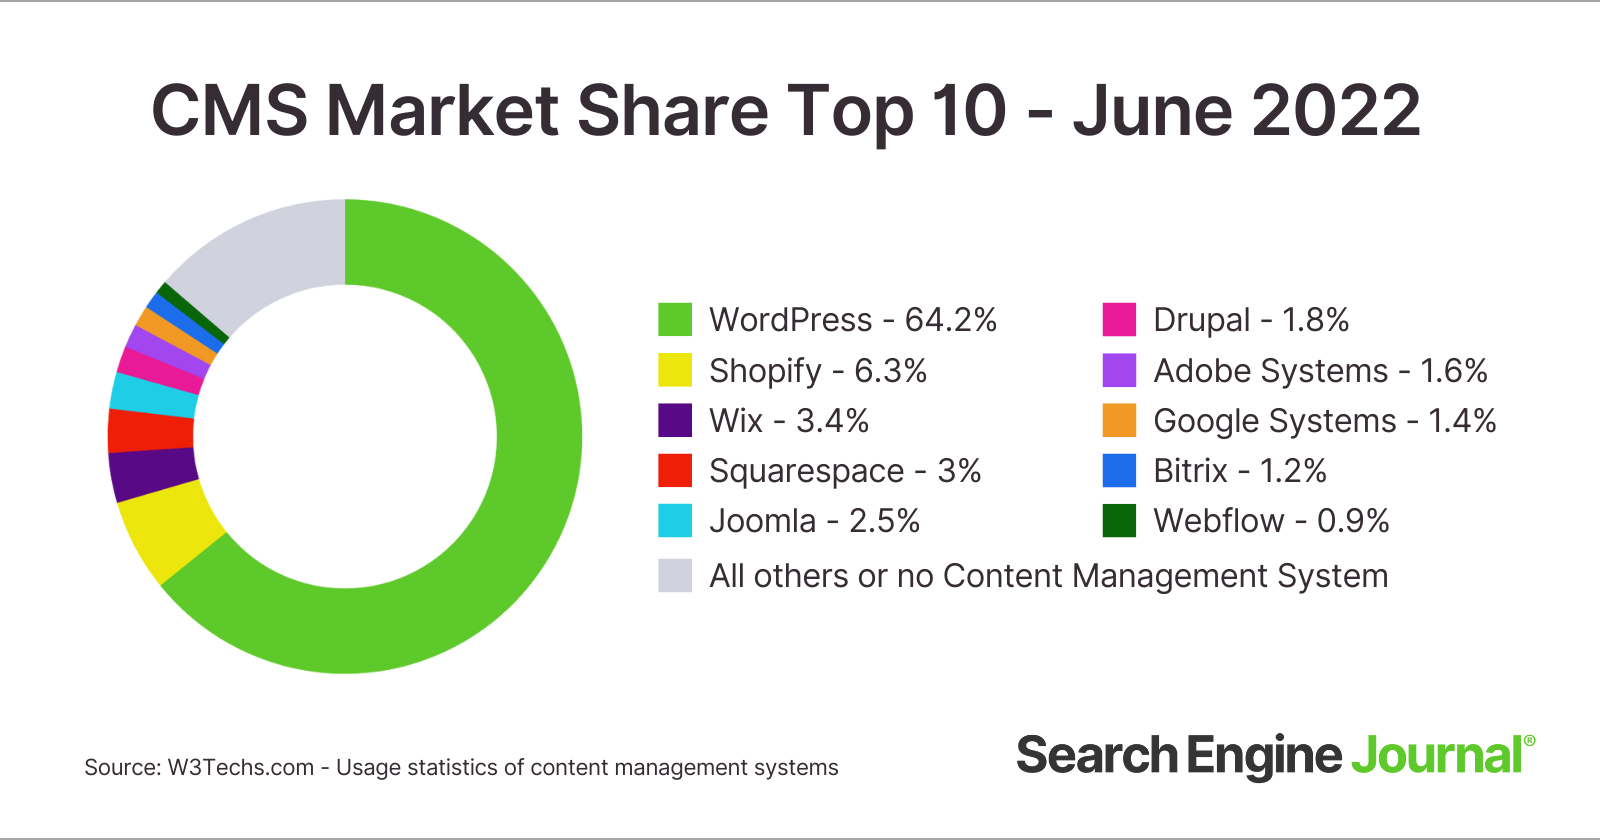 CMS Market Share Top 10 - June 2022
WordPress - 64.2%
Shopify - 6.3%
Wix - 3.4%
Squarespace - 3%
Joomla - 2.5%
Drupal - 1.8%
Adobe Systems - 1.6%
Google Systems - 1.4%
Bitrix - 1.2%
Webflow - 0.9%
All others or no Content Management System
Source: W3Techs.com - Usage statistics of content management systems
Search Engine Journal®